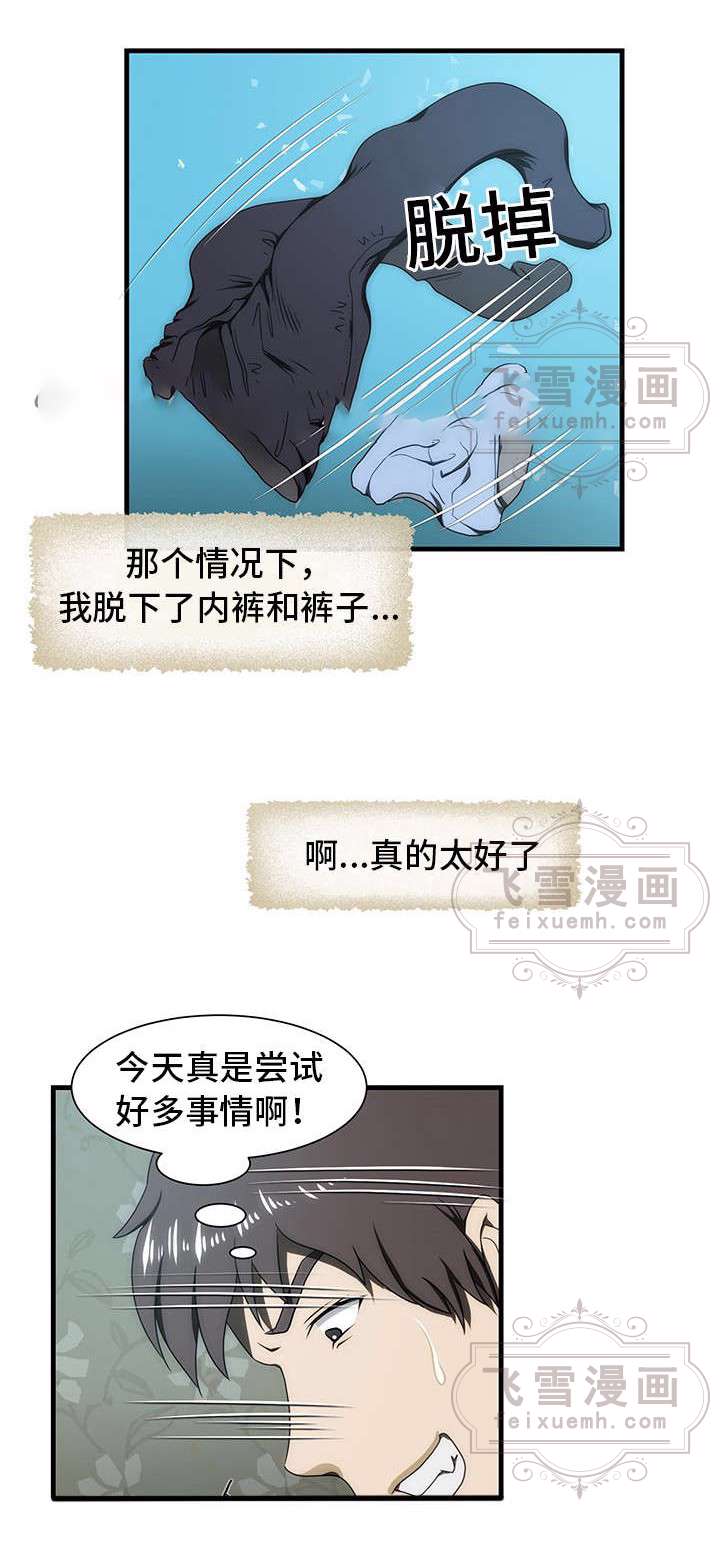 脱掉
飞雪漫画
feixuemh.com
那个情况下，
我脱下了内裤和裤子...
啊...真的太好了
飞雪漫画
feixuemh.com
今天真是尝试
好多事情啊！
飞雪漫画
feixuemh.com